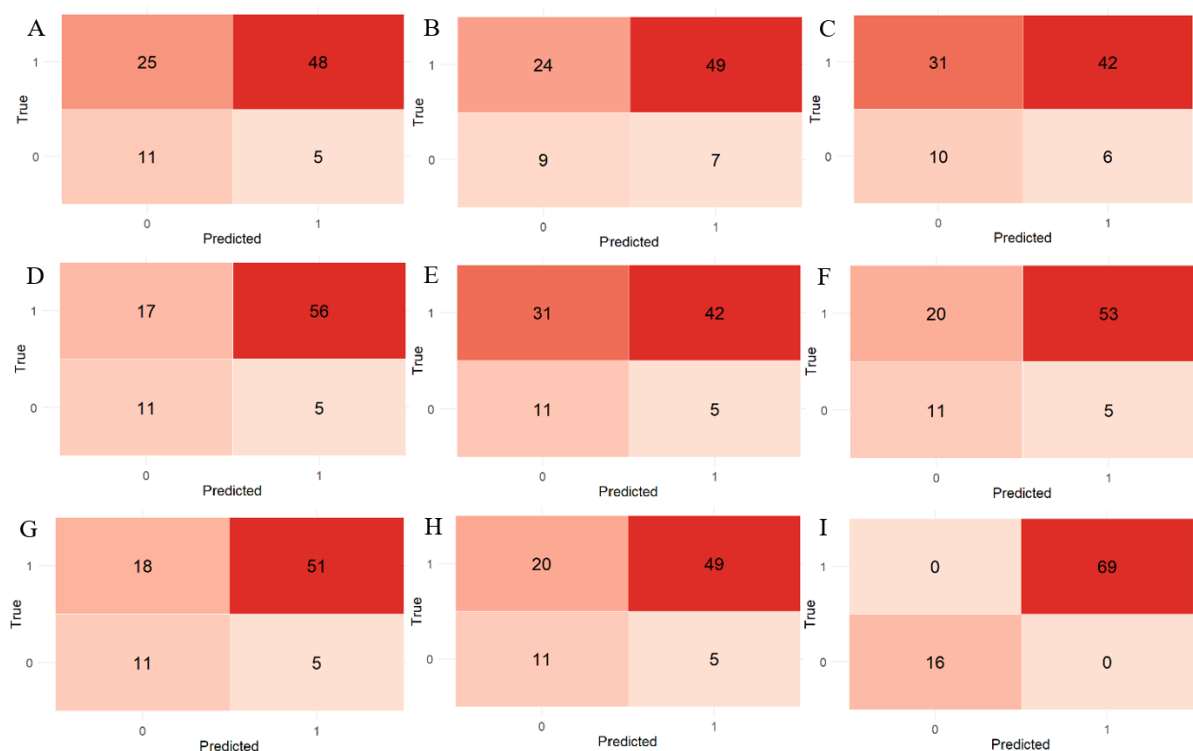 A B C
1 25 48 1 24 49 1 31 42
True True True
0 11 5 0 9 7 0 10 6
0 1 0 1 0 1
Predicted Predicted Predicted
D E F
1 17 56 1 31 42 1 20 53
True True True
0 11 5 0 11 5 0 11 5
0 1 0 1 0 1
Predicted Predicted Predicted
G H I
1 18 51 1 20 49 1 0 69
True True True
0 11 5 0 11 5 0 16 0
0 1 0 1 0 1
Predicted Predicted Predicted